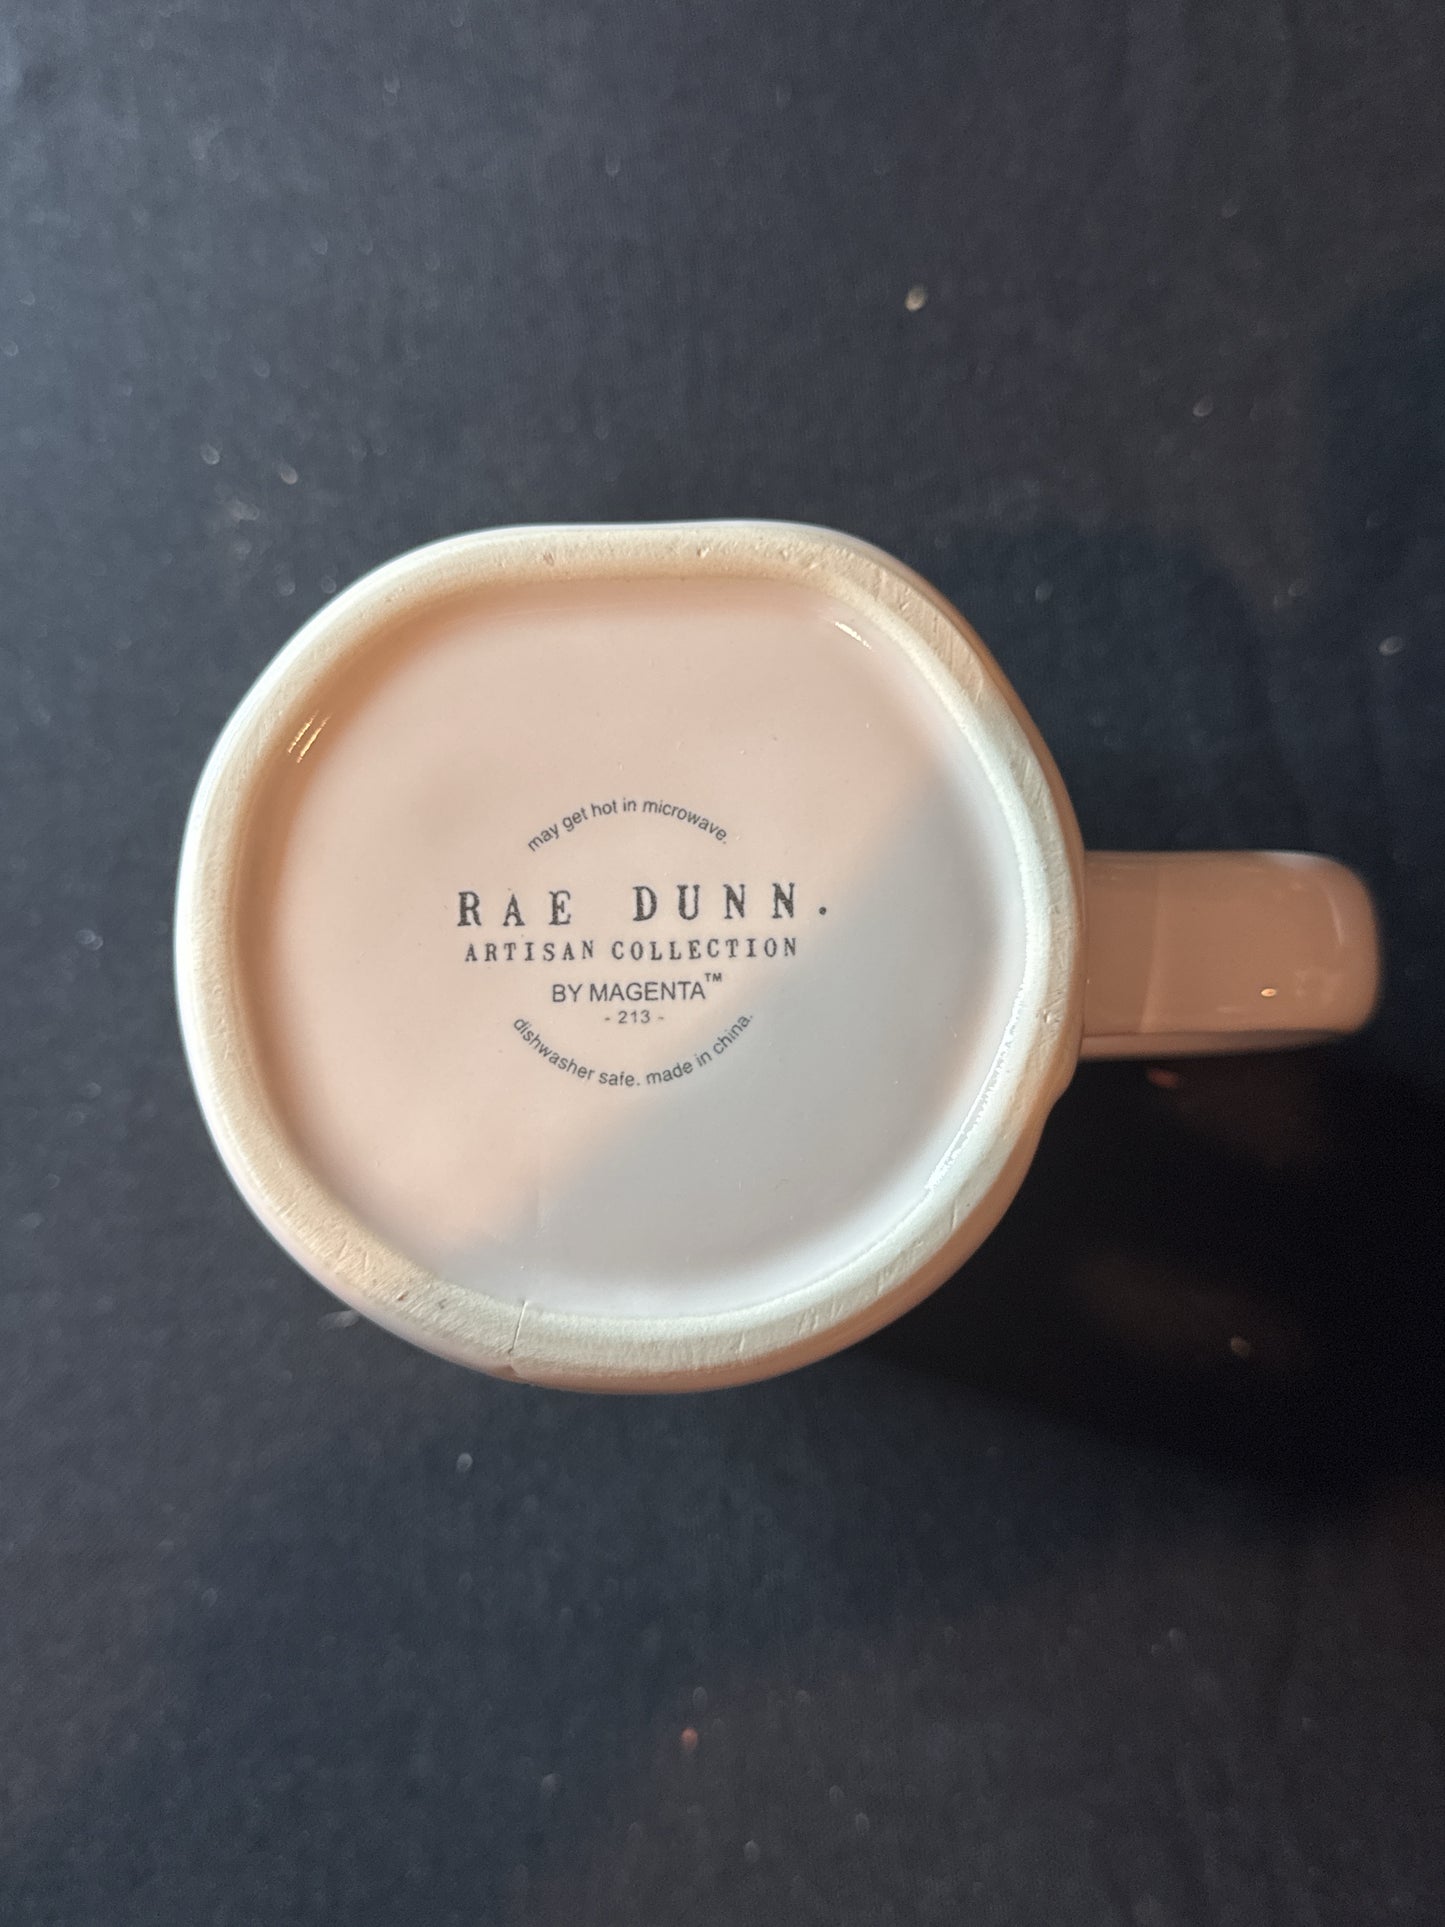 may get hot in microwave.
RAE DUNN.
ARTISAN COLLECTION
BY MAGENTA™
- 213 -
dishwasher safe. made in china.